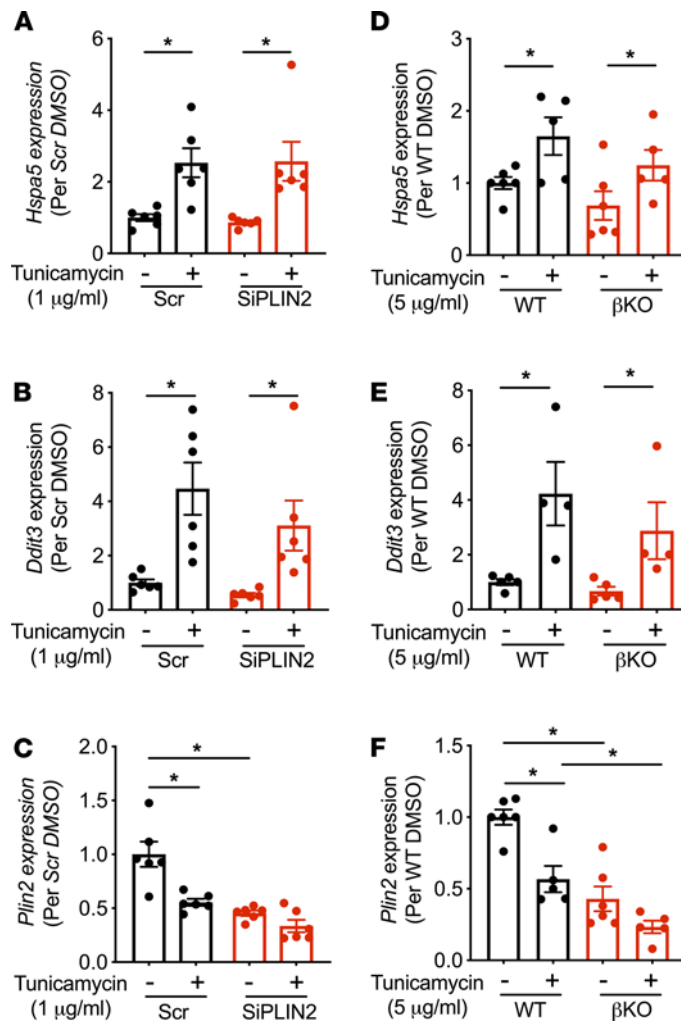 A
Hspa5 expression
(Per Scr DMSO)
6
4
2
0
*
*
Tunicamycin - + - +
(1 μg/ml) Scr SiPLIN2
D
Hspa5 expression
(Per WT DMSO)
3
2
1
0
*
*
Tunicamycin - + - +
(5 μg/ml) WT βKO
B
Ddit3 expression
(Per Scr DMSO)
8
6
4
2
0
*
*
Tunicamycin - + - +
(1 μg/ml) Scr SiPLIN2
E
Ddit3 expression
(Per WT DMSO)
8
6
4
2
0
*
*
Tunicamycin - + - +
(5 μg/ml) WT βKO
C
Plin2 expression
(Per Scr DMSO)
2.0
1.5
1.0
0.5
0.0
*
*
Tunicamycin - + - +
(1 μg/ml) Scr SiPLIN2
F
Plin2 expression
(Per WT DMSO)
1.5
1.0
0.5
0.0
*
*
*
Tunicamycin - + - +
(5 μg/ml) WT βKO